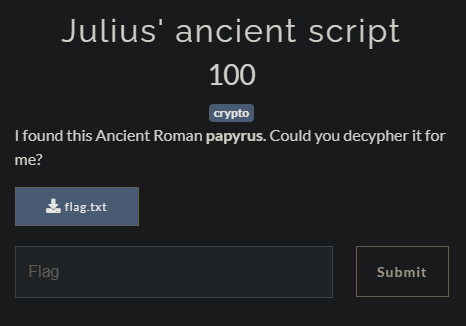 Julius' ancient script
100
crypto
I found this Ancient Roman papyrus. Could you decypher it for
me?
flag.txt
Flag
Submit